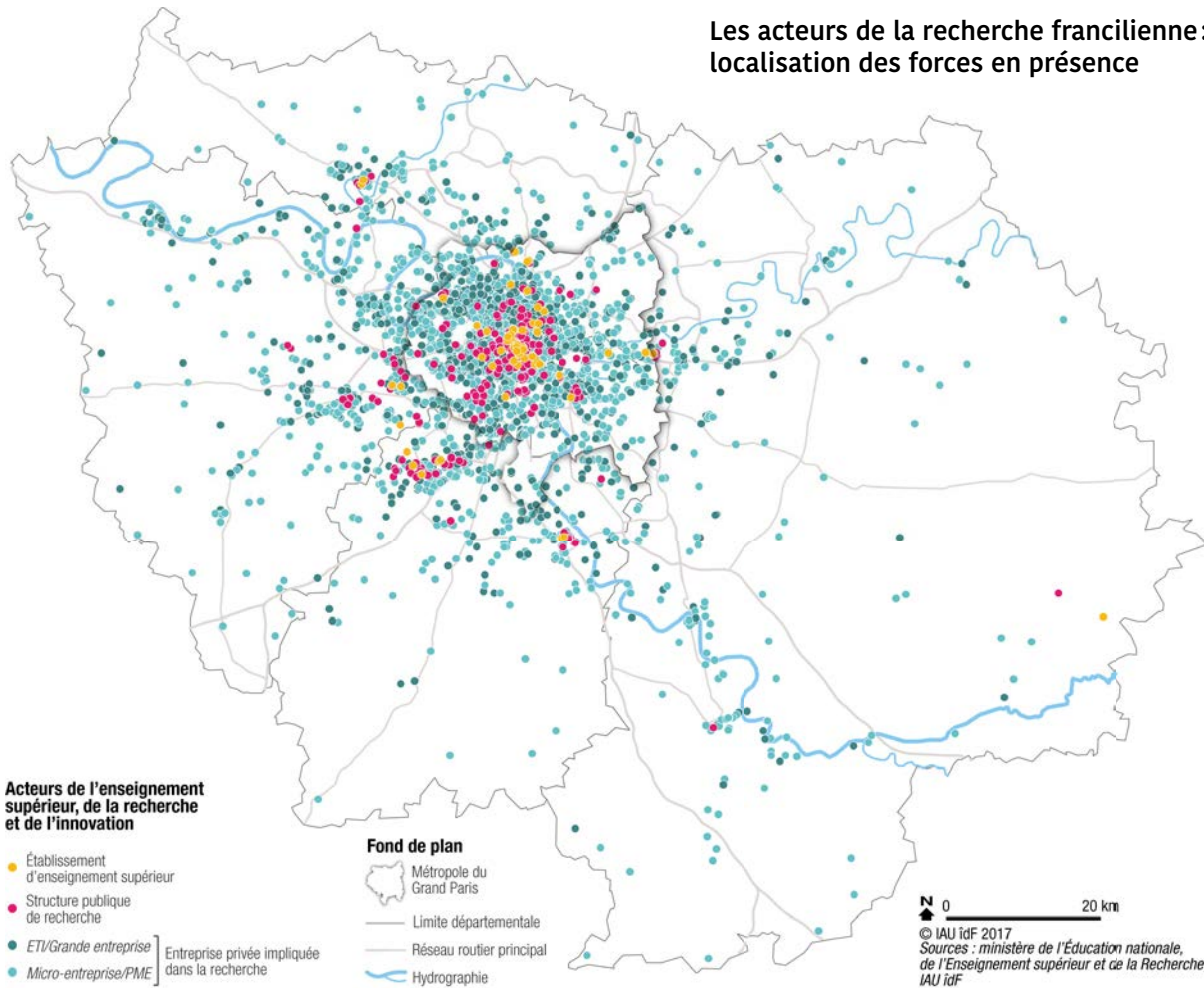 Les acteurs de la recherche francilienne :
localisation des forces en présence
Acteurs de l'enseignement
supérieur, de la recherche
et de l'innovation
Établissement
d'enseignement supérieur
Structure publique
de recherche
ETI/Grande entreprise
Micro-entreprise/PME
Entreprise privée impliquée
dans la recherche
Fond de plan
Métropole du
Grand Paris
Limite départementale
Réseau routier principal
Hydrographie
N 0 20 km
© IAU îdF 2017
Sources : ministère de l'Éducation nationale,
de l'Enseignement supérieur et de la Recherche
IAU îdF